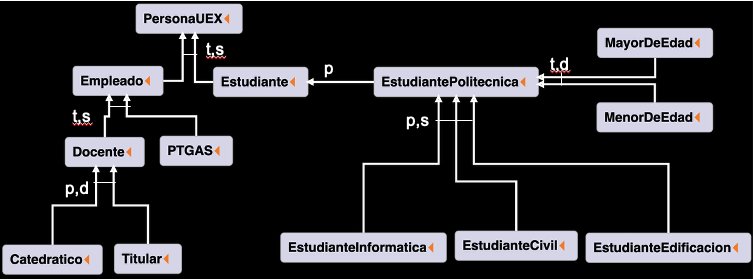 PersonaUEX
t,s
MayorDeEdad
p
t,d
Empleado
Estudiante
EstudiantePolitecnica
MenorDeEdad
t,s
p,s
Docente
PTGAS
p,d
Catedratico
Titular
EstudianteInformatica
EstudianteCivil
EstudianteEdificacion